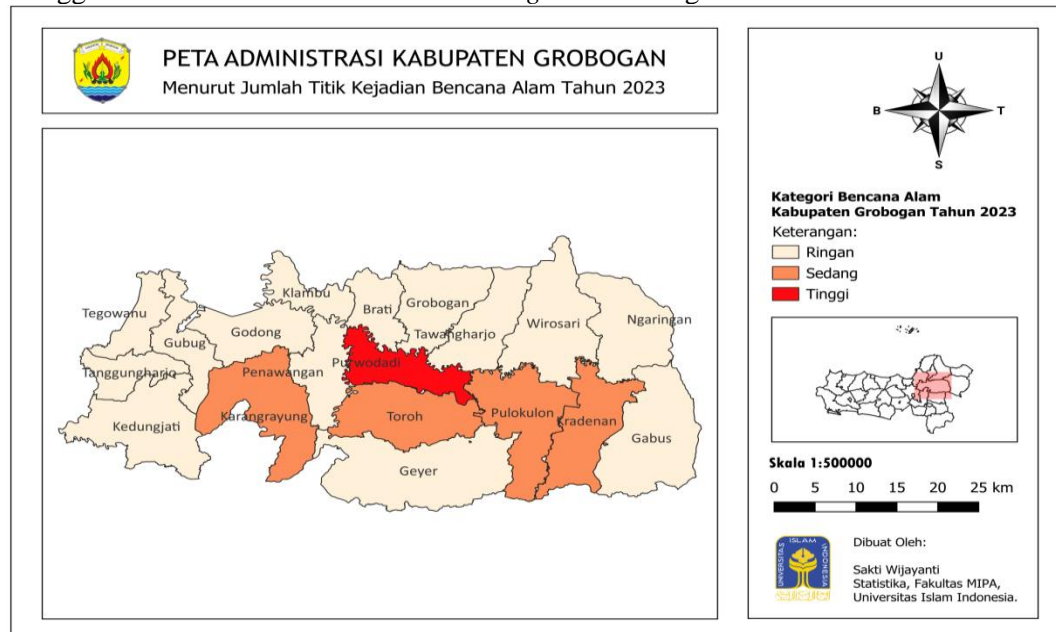 PETA ADMINISTRASI KABUPATEN GROBOGAN
Menurut Jumlah Titik Kejadian Bencana Alam Tahun 2023
U
B
T
S
Kategori Bencana Alam
Kabupaten Grobogan Tahun 2023
Keterangan:
Ringan
Sedang
Tinggi
Klambu
Brati
Grobogan
Tegowanu
Gubug
Godong
Tawangharjo
Wirosari
Ngaringan
Tanggungharjo
Penawangan
Purwodadi
Kedungjati
Karangrayung
Toroh
Pulokulon
Kradenan
Gabus
Geyer
Skala 1:500000
0 5 10 15 20 25 km
UNIVERSITAS
ISLAM
INDONESIA
Dibuat Oleh:
Sakti Wijayanti
Statistika, Fakultas MIPA,
Universitas Islam Indonesia.